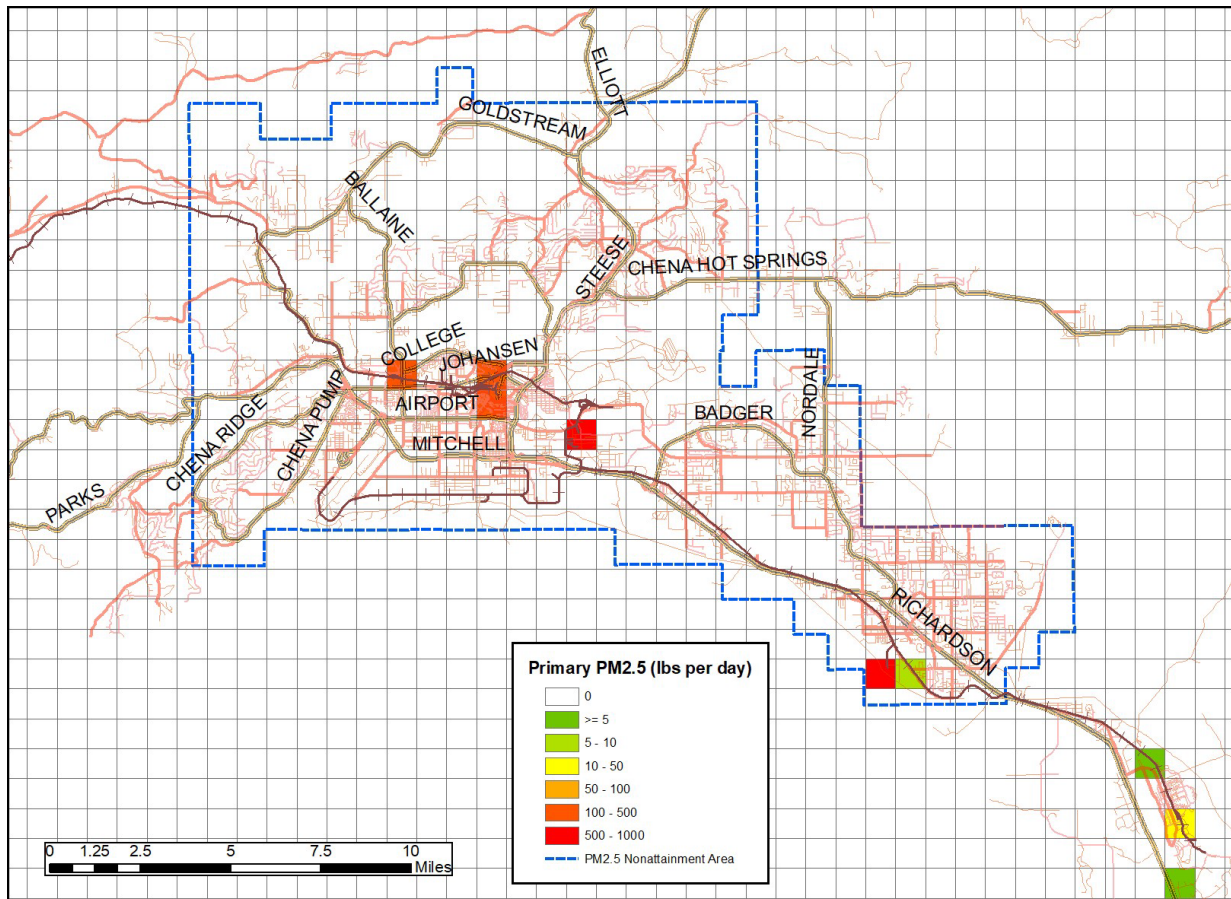 ELLIOTT
GOLDSTREAM
BALLAINE
STEESE
CHENA HOT SPRINGS
COLLEGE
JOHANSEN
NORDALE
CHENA PUMP
AIRPORT
BADGER
CHENA RIDGE
MITCHELL
PARKS
RICHARDSON
Primary PM2.5 (lbs per day)
0
>= 5
5 - 10
10 - 50
50 - 100
100 - 500
500 - 1000
PM2.5 Nonattainment Area
0 1.25 2.5 5 7.5 10
Miles